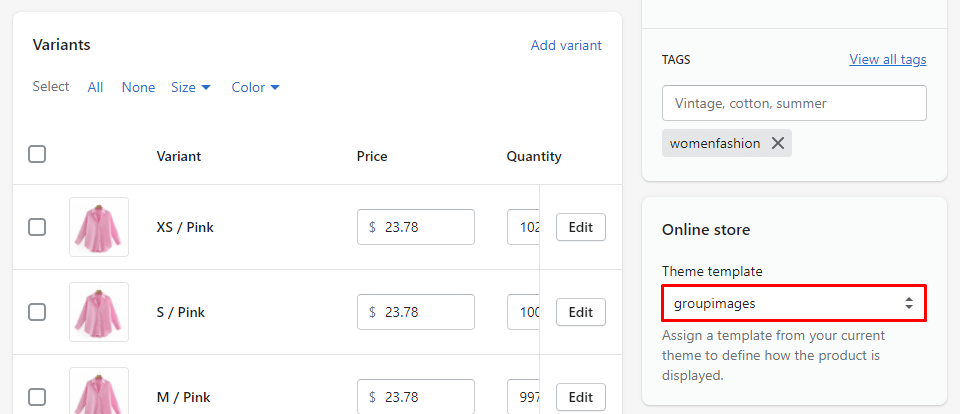 Variants
Add variant
Select All None Size Color
Variant Price Quantity
XS / Pink $ 23.78 102 Edit
S / Pink $ 23.78 100 Edit
M / Pink $ 23.78 997 Edit
TAGS View all tags
Vintage, cotton, summer
womenfashion
Online store
Theme template
groupimages
Assign a template from your current
theme to define how the product is
displayed.